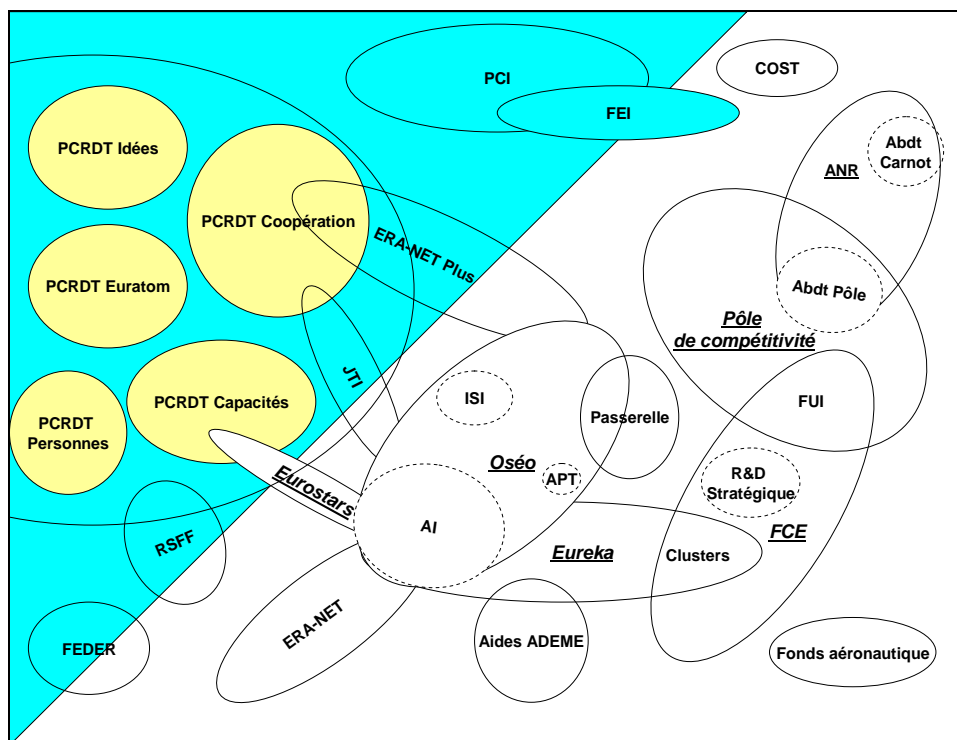 PCI
COST
FEI
PCRDT Idées
Abdt
Carnot
ANR
PCRDT Coopération
ERA-NET Plus
PCRDT Euratom
Abdt Pôle
Pôle
de compétitivité
JTI
ISI
PCRDT Capacités
FUI
PCRDT
Personnes
Passerelle
Oséo
APT
R&D
Stratégique
Eurostars
AI
FCE
RSFF
Eureka
Clusters
ERA-NET
FEDER
Aides ADEME
Fonds aéronautique